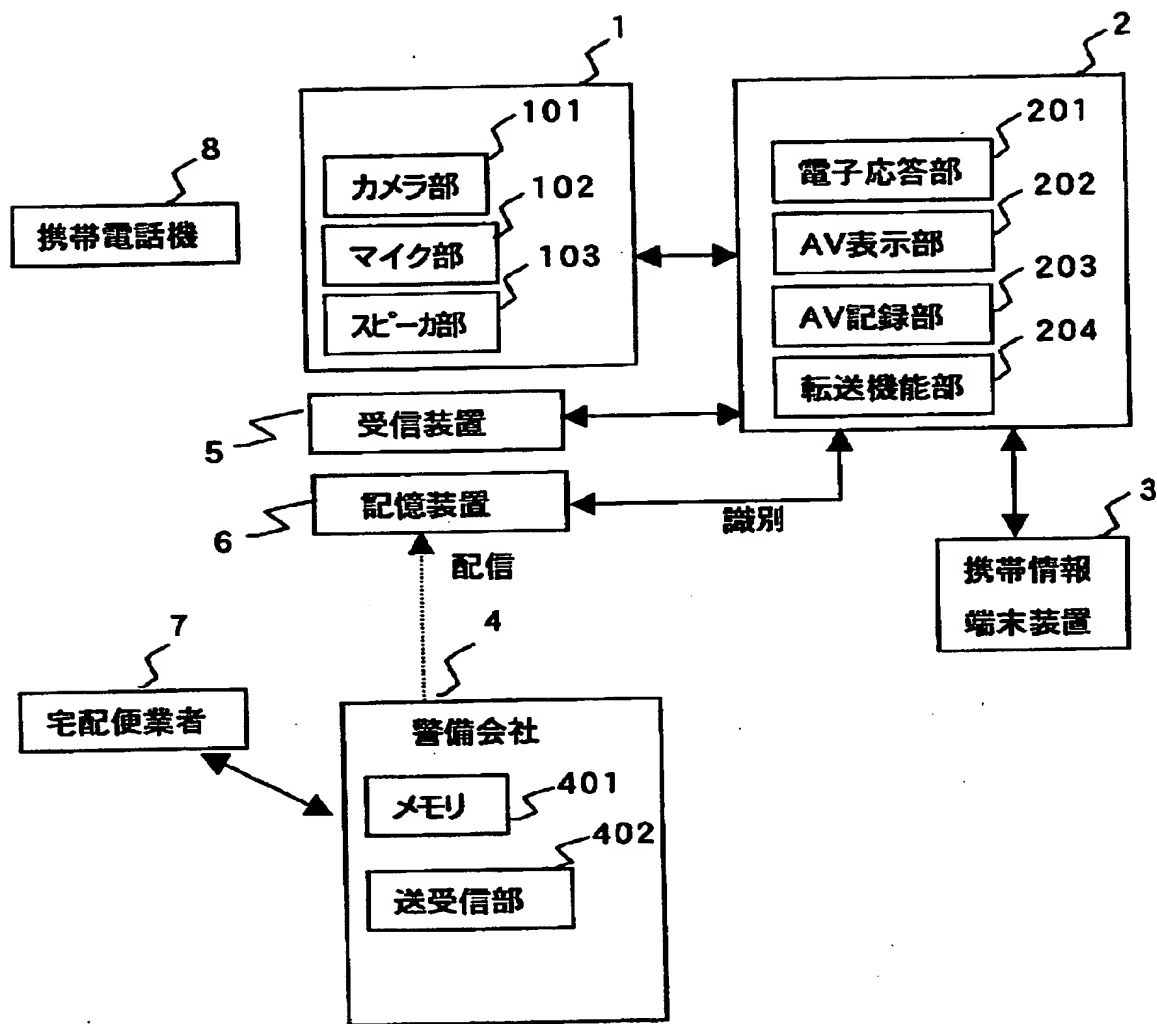 1
101
カメラ部
102
マイク部
103
スピーカ部
2
201
電子応答部
202
AV表示部
203
AV記録部
204
転送機能部
8
携帯電話機
5
受信装置
6
記憶装置
識別
配信
3
携帯情報
端末装置
7
宅配便業者
4
警備会社
401
メモリ
402
送受信部